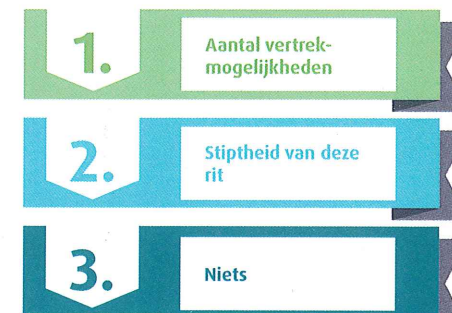 1.
Aantal vertrek-
mogelijkheden
2.
Stiptheid van deze
rit
3.
Niets